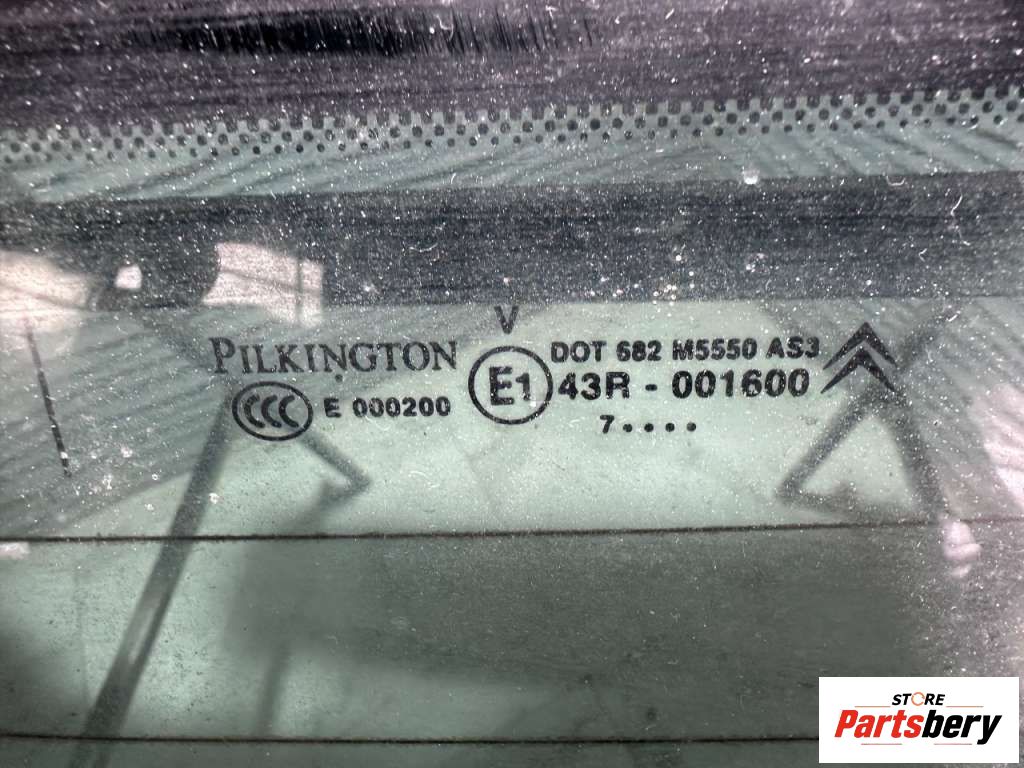 V
PILKINGTON
CCC E 000200
E1
DOT 682 M5550 AS3
43R - 001600
7....
STORE
Partsbery